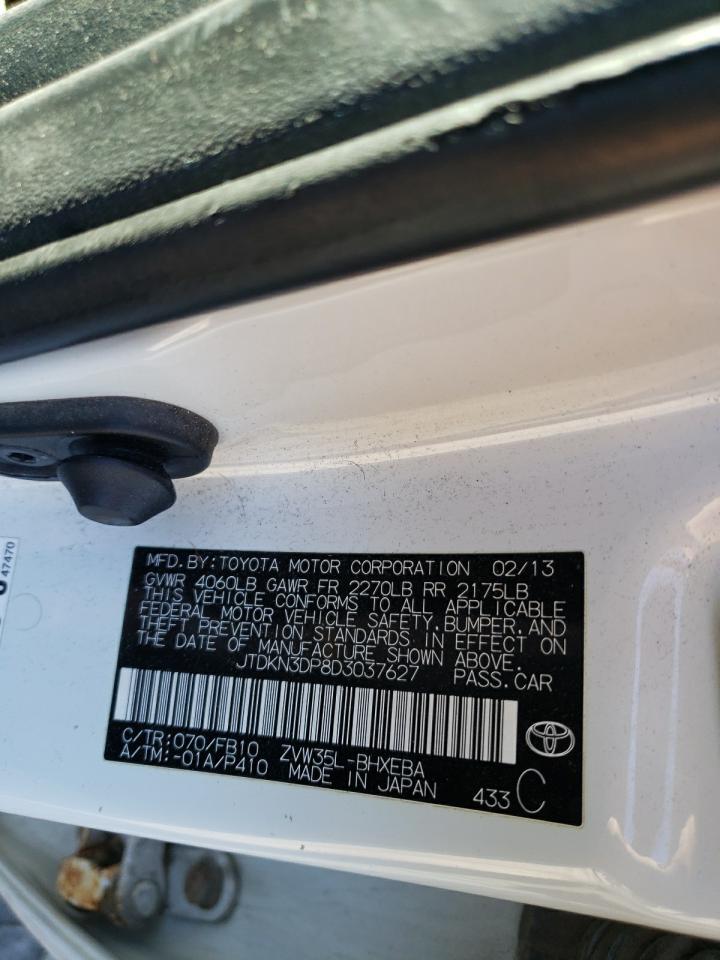 MFD. BY: TOYOTA MOTOR CORPORATION 02/13
GVWR 4060LB GAWR FR 2270LB RR 2175LB
THIS VEHICLE CONFORMS TO ALL APPLICABLE
FEDERAL MOTOR VEHICLE SAFETY, BUMPER, AND
THEFT PREVENTION STANDARDS IN EFFECT ON
THE DATE OF MANUFACTURE SHOWN ABOVE.
JTDKN3DP8D3037627 PASS.CAR
C/TR:070/FB10 ZVW35L-BHXEBA
A/TM:-01A/P410 MADE IN JAPAN
433 C
47470